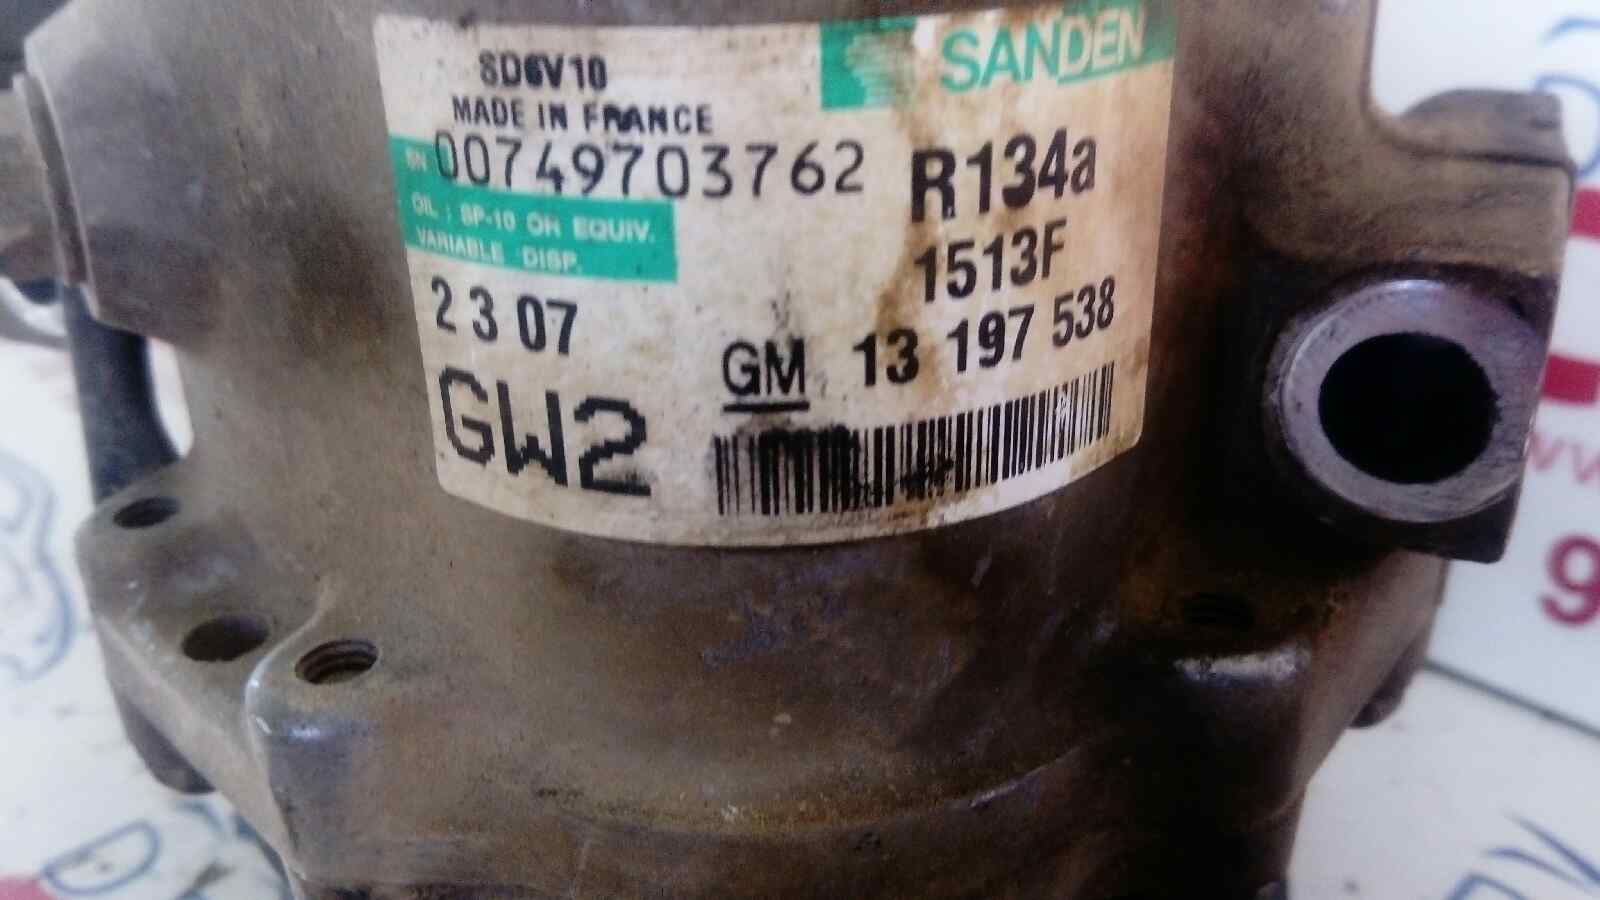 SD6V10
SANDEN
MADE IN FRANCE
SN 00749703762
R134a
OIL : SP-10 OR EQUIV.
VARIABLE DISP.
1513F
2 3 07
GM 13 197 538
GW2